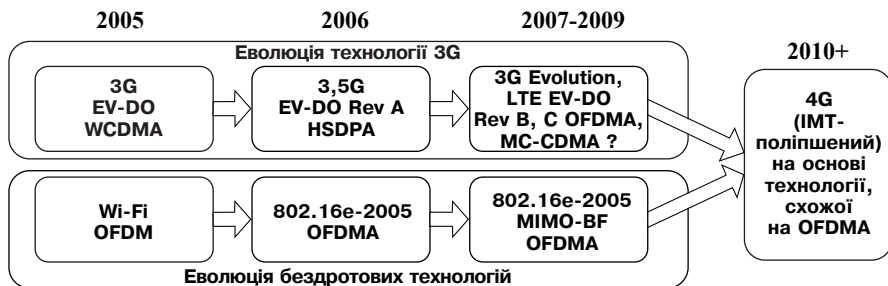 2005
2006
2007-2009
2010+
Еволюція технології 3G
3G
EV-DO
WCDMA
3,5G
EV-DO Rev A
HSDPA
3G Evolution,
LTE EV-DO
Rev B, C OFDMA,
MC-CDMA ?
4G
(IMT-
поліпшений)
на основі
технології,
схожої
на OFDMA
Wi-Fi
OFDM
802.16e-2005
OFDMA
802.16e-2005
MIMO-BF
OFDMA
Еволюція бездротових технологій